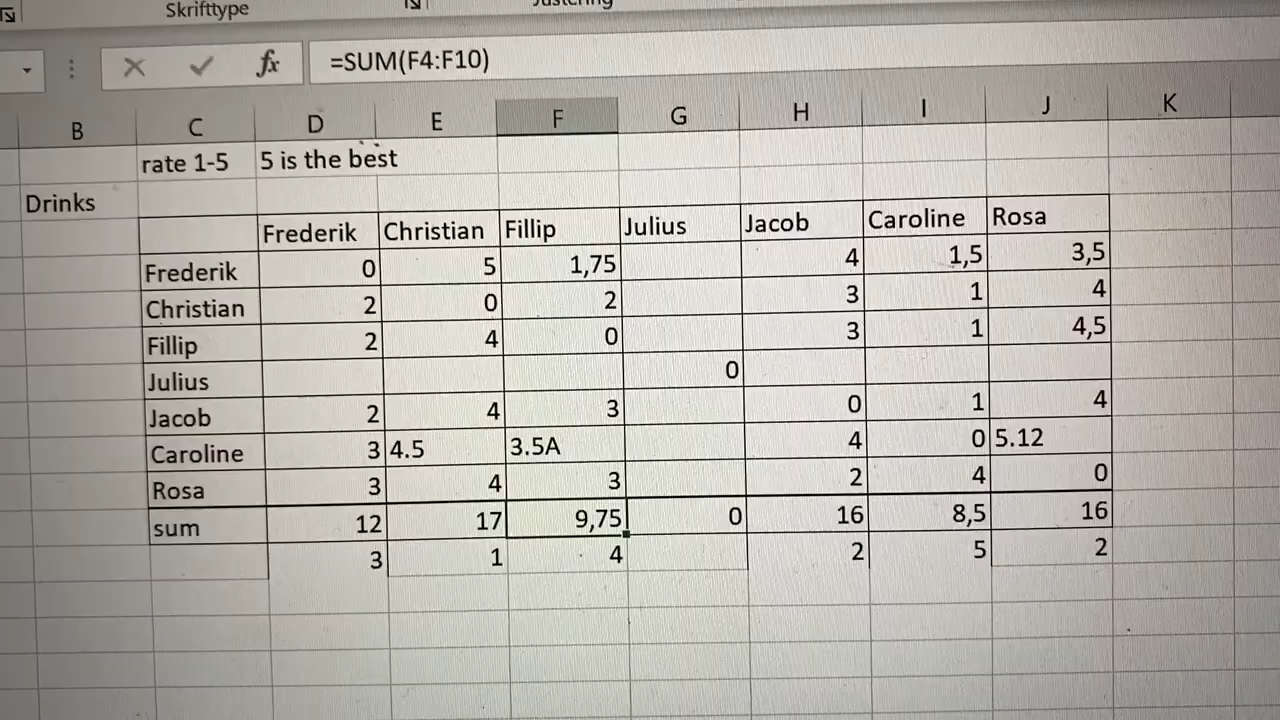 Skrifttype Justering
fx =SUM(F4:F10)
B C D E F G H I J K
rate 1-5 5 is the best
Drinks
Frederik Christian Fillip Julius Jacob Caroline Rosa
Frederik 0 5 1,75 4 1,5 3,5
Christian 2 0 2 3 1 4
Fillip 2 4 0 3 1 4,5
Julius 0
Jacob 2 4 3 0 1 4
Caroline 3 4.5 3.5A 4 0 5.12
Rosa 3 4 3 2 4 0
sum 12 17 9,75 0 16 8,5 16
3 1 4 2 5 2